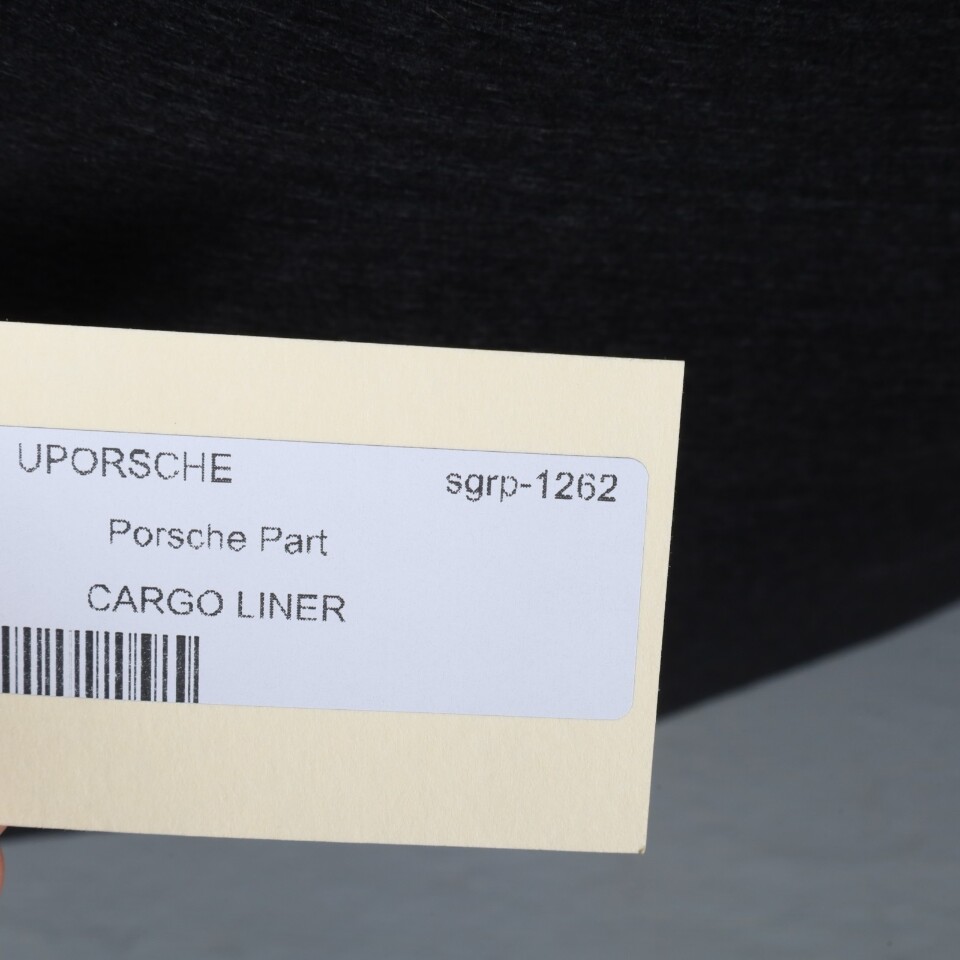 UPORSCHE
sgrp-1262
Porsche Part
CARGO LINER